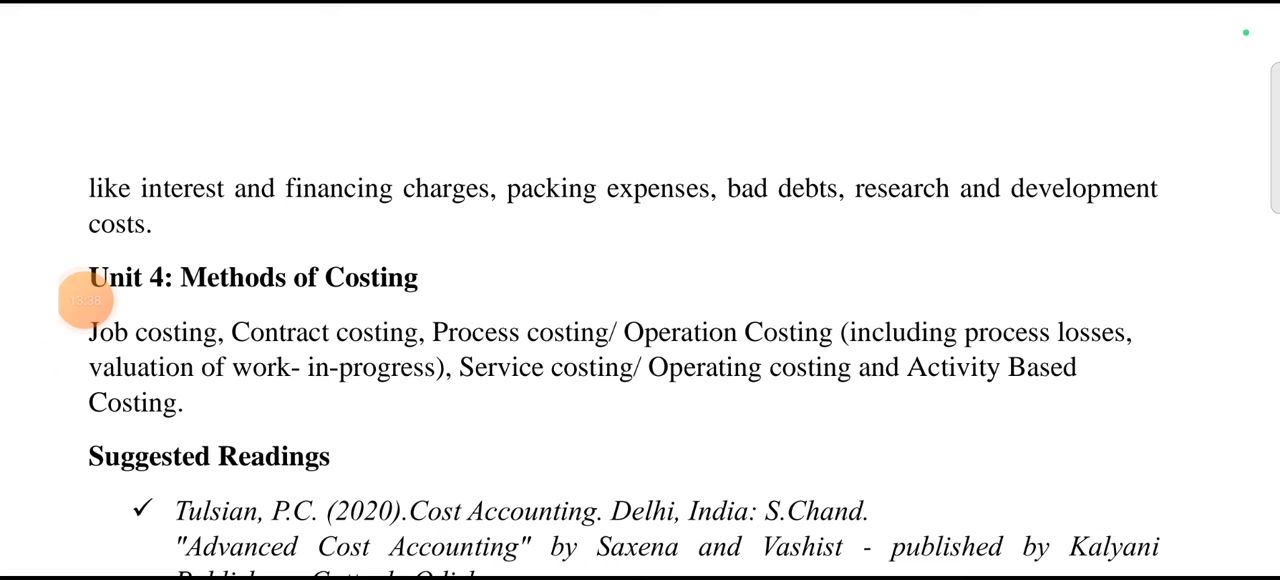 like interest and financing charges, packing expenses, bad debts, research and development
costs.
Unit 4: Methods of Costing
13:38
Job costing, Contract costing, Process costing/ Operation Costing (including process losses,
valuation of work- in-progress), Service costing/ Operating costing and Activity Based
Costing.
Suggested Readings
✓ Tulsian, P.C. (2020).Cost Accounting. Delhi, India: S.Chand.
"Advanced Cost Accounting" by Saxena and Vashist - published by Kalyani